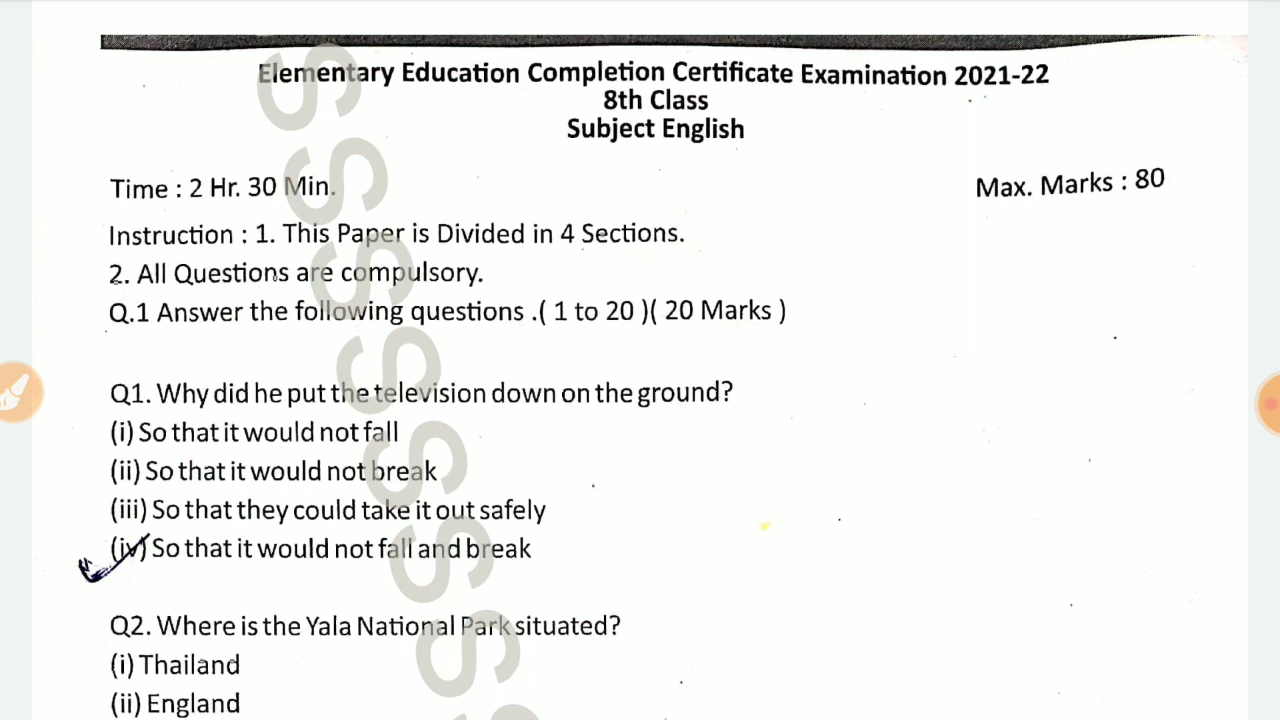 Elementary Education Completion Certificate Examination 2021-22
8th Class
Subject English
Time : 2 Hr. 30 Min.
Max. Marks : 80
Instruction : 1. This Paper is Divided in 4 Sections.
2. All Questions are compulsory.
Q.1 Answer the following questions .( 1 to 20 )( 20 Marks )
Q1. Why did he put the television down on the ground?
(i) So that it would not fall
(ii) So that it would not break
(iii) So that they could take it out safely
(iv) So that it would not fall and break
Q2. Where is the Yala National Park situated?
(i) Thailand
(ii) England
SSSSSSSS